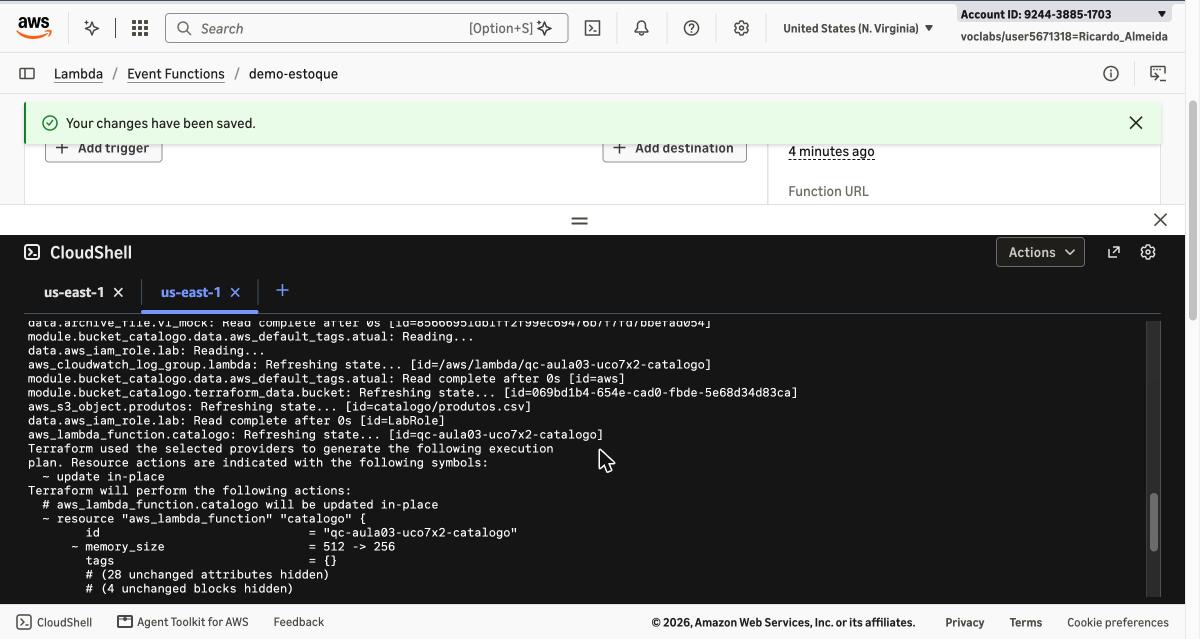 aws
Search
[Option+S]
United States (N. Virginia)
Account ID: 9244-3885-1703
voclabs/user5671318=Ricardo_Almeida
Lambda / Event Functions / demo-estoque
Your changes have been saved.
Add trigger
Add destination
4 minutes ago
Function URL
CloudShell
Actions
us-east-1
us-east-1
module.bucket_catalogo.data.aws_default_tags.atual: Reading...
data.aws_iam_role.lab: Reading...
aws_cloudwatch_log_group.lambda: Refreshing state... [id=/aws/lambda/qc-aula03-uco7x2-catalogo]
module.bucket_catalogo.data.aws_default_tags.atual: Read complete after 0s [id=aws]
module.bucket_catalogo.terraform_data.bucket: Refreshing state... [id=069bd1b4-654e-cad0-fbde-5e68d34d83ca]
aws_s3_object.produtos: Refreshing state... [id=catalogo/produtos.csv]
data.aws_iam_role.lab: Read complete after 0s [id=LabRole]
aws_lambda_function.catalogo: Refreshing state... [id=qc-aula03-uco7x2-catalogo]
Terraform used the selected providers to generate the following execution
plan. Resource actions are indicated with the following symbols:
~ update in-place
Terraform will perform the following actions:
# aws_lambda_function.catalogo will be updated in-place
~ resource "aws_lambda_function" "catalogo" {
id = "qc-aula03-uco7x2-catalogo"
~ memory_size = 512 -> 256
tags = {}
# (28 unchanged attributes hidden)
# (4 unchanged blocks hidden)
CloudShell
Agent Toolkit for AWS
Feedback
© 2026, Amazon Web Services, Inc. or its affiliates.
Privacy
Terms
Cookie preferences